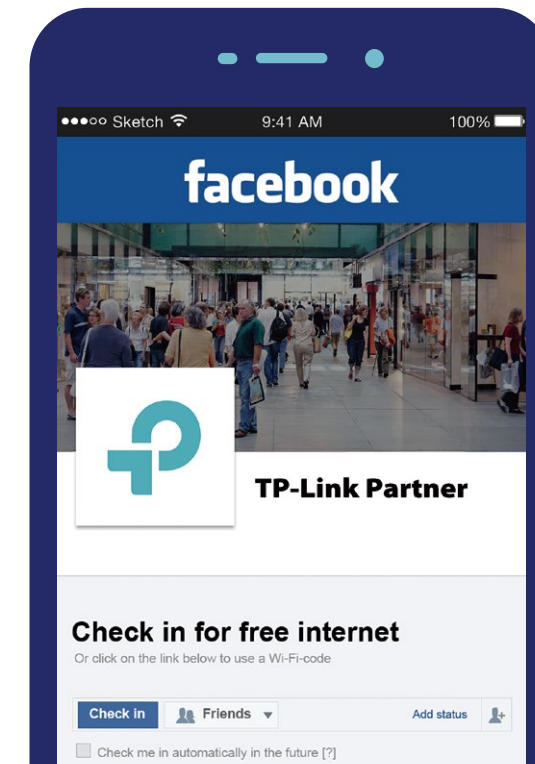 ●●●○○ Sketch 9:41 AM 100%
facebook
TP-Link Partner
Check in for free internet
Or click on the link below to use a Wi-Fi-code
Check in Friends Add status
Check me in automatically in the future [?]